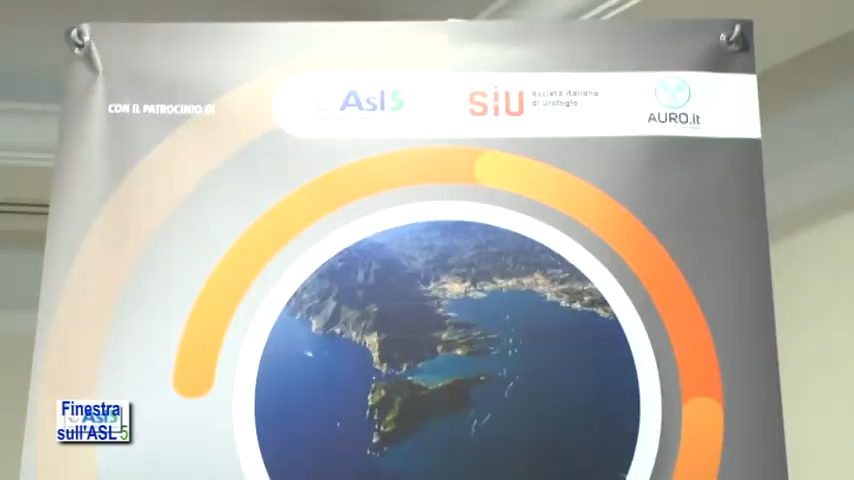 CON IL PATROCINIO DI
Asl5
SIU
Società Italiana
di Urologia
AURO.it
Finestra
sull'ASL 5